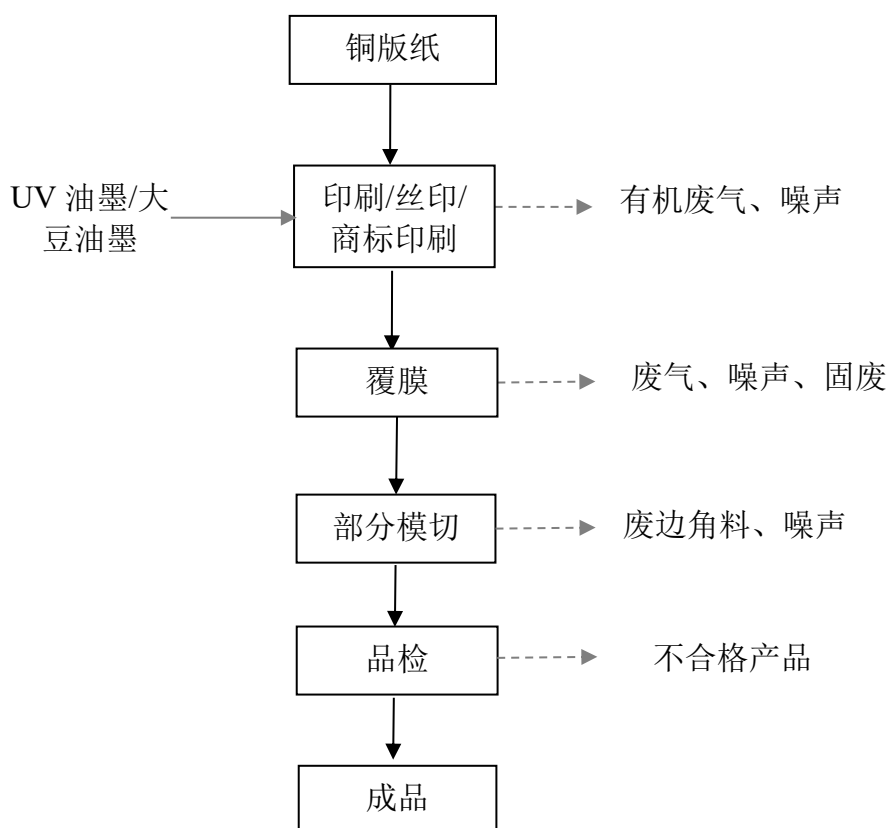 铜版纸
UV 油墨/大
豆油墨
印刷/丝印/
商标印刷
有机废气、噪声
覆膜
废气、噪声、固废
部分模切
废边角料、噪声
品检
不合格产品
成品